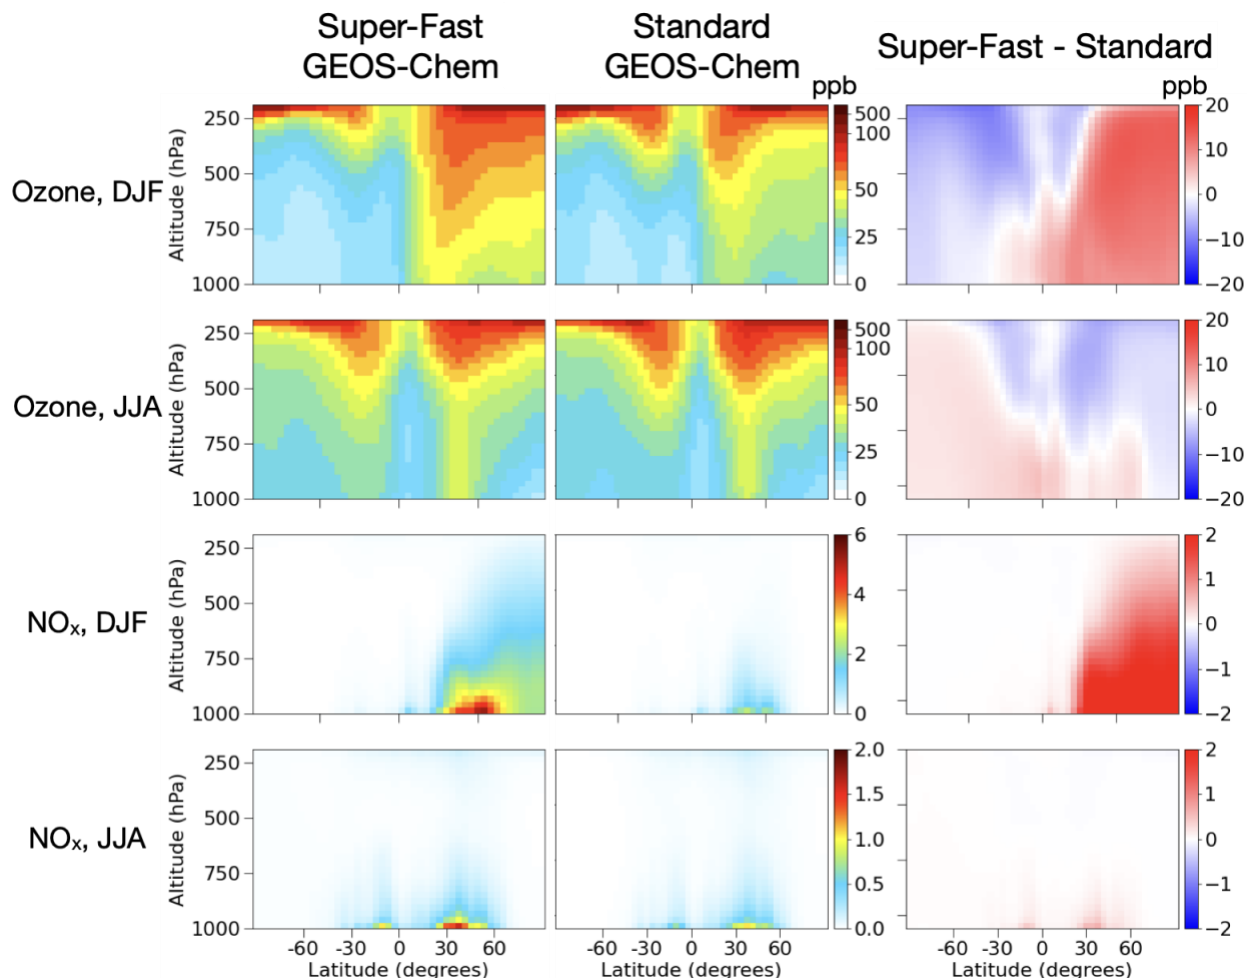 Super-Fast
GEOS-Chem
Standard
GEOS-Chem
Super-Fast - Standard
ppb
ppb
Ozone, DJF
Altitude (hPa)
250
500
750
1000
500
100
50
25
0
20
10
0
−10
−20
Ozone, JJA
Altitude (hPa)
250
500
750
1000
500
100
50
25
0
20
10
0
−10
−20
NOₓ, DJF
Altitude (hPa)
250
500
750
1000
6
4
2
0
2
1
0
−1
−2
NOₓ, JJA
Altitude (hPa)
250
500
750
1000
2.0
1.5
1.0
0.5
0.0
2
1
0
−1
−2
-60 -30 0 30 60
-60 -30 0 30 60
-60 -30 0 30 60
Latitude (degrees)
Latitude (degrees)
Latitude (degrees)